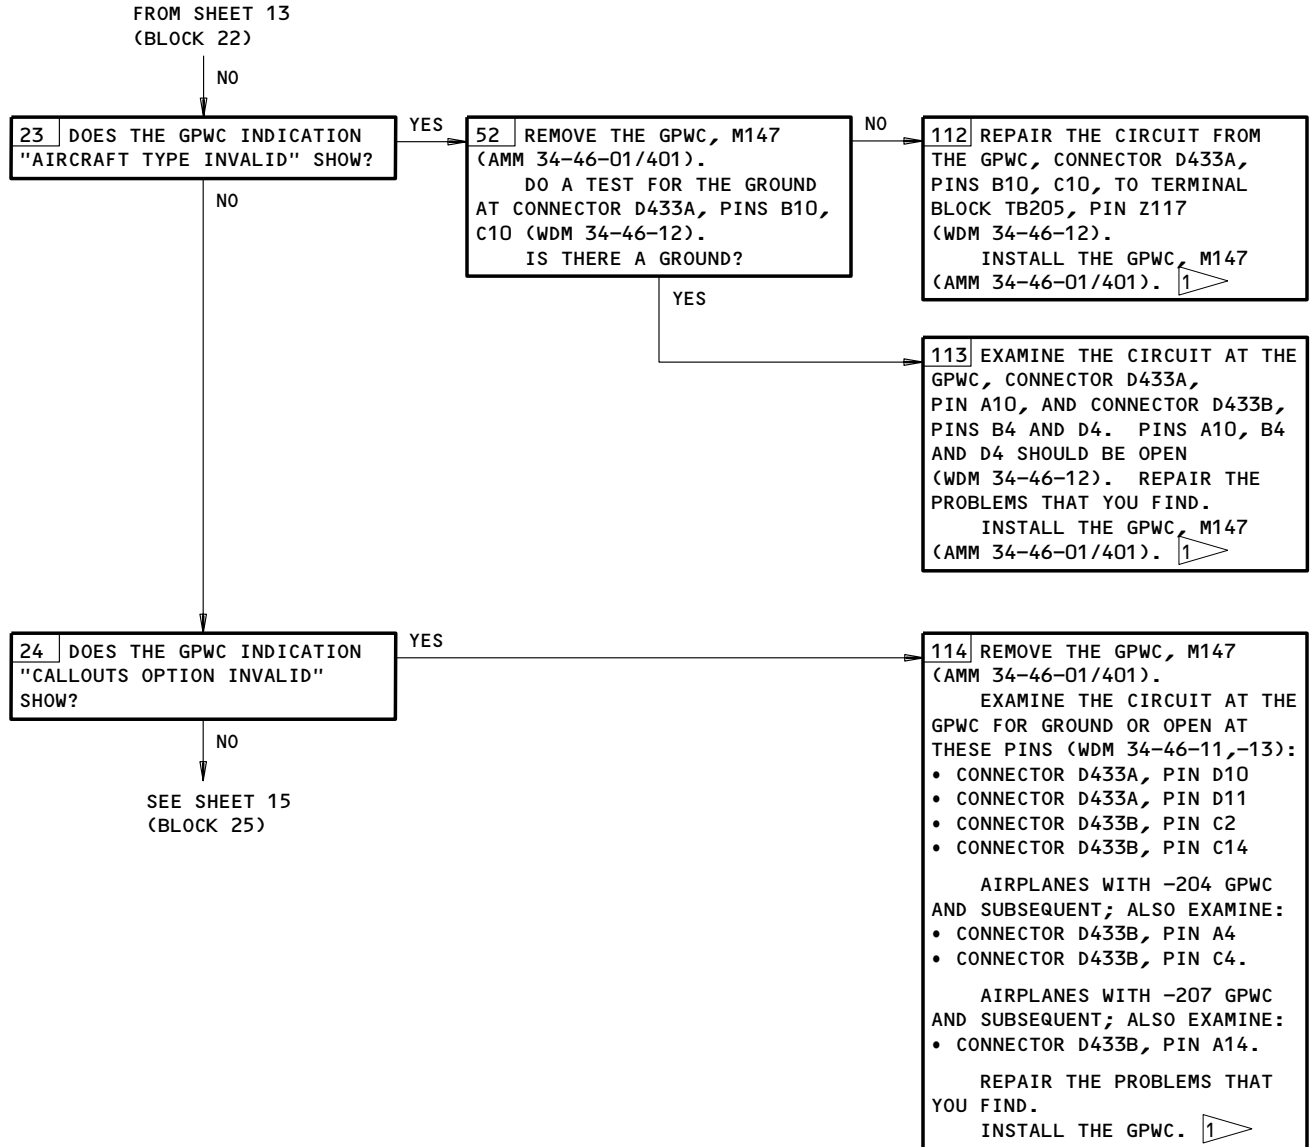 FROM SHEET 13
(BLOCK 22)
NO
23 DOES THE GPWC INDICATION
"AIRCRAFT TYPE INVALID" SHOW?
YES
NO
52 REMOVE THE GPWC, M147
(AMM 34-46-01/401).
DO A TEST FOR THE GROUND
AT CONNECTOR D433A, PINS B10,
C10 (WDM 34-46-12).
IS THERE A GROUND?
NO
YES
112 REPAIR THE CIRCUIT FROM
THE GPWC, CONNECTOR D433A,
PINS B10, C10, TO TERMINAL
BLOCK TB205, PIN Z117
(WDM 34-46-12).
INSTALL THE GPWC, M147
(AMM 34-46-01/401). 1
113 EXAMINE THE CIRCUIT AT THE
GPWC, CONNECTOR D433A,
PIN A10, AND CONNECTOR D433B,
PINS B4 AND D4. PINS A10, B4
AND D4 SHOULD BE OPEN
(WDM 34-46-12). REPAIR THE
PROBLEMS THAT YOU FIND.
INSTALL THE GPWC, M147
(AMM 34-46-01/401). 1
24 DOES THE GPWC INDICATION
"CALLOUTS OPTION INVALID"
SHOW?
YES
NO
SEE SHEET 15
(BLOCK 25)
114 REMOVE THE GPWC, M147
(AMM 34-46-01/401).
EXAMINE THE CIRCUIT AT THE
GPWC FOR GROUND OR OPEN AT
THESE PINS (WDM 34-46-11,-13):
• CONNECTOR D433A, PIN D10
• CONNECTOR D433A, PIN D11
• CONNECTOR D433B, PIN C2
• CONNECTOR D433B, PIN C14
AIRPLANES WITH -204 GPWC
AND SUBSEQUENT; ALSO EXAMINE:
• CONNECTOR D433B, PIN A4
• CONNECTOR D433B, PIN C4.
AIRPLANES WITH -207 GPWC
AND SUBSEQUENT; ALSO EXAMINE:
• CONNECTOR D433B, PIN A14.
REPAIR THE PROBLEMS THAT
YOU FIND.
INSTALL THE GPWC. 1